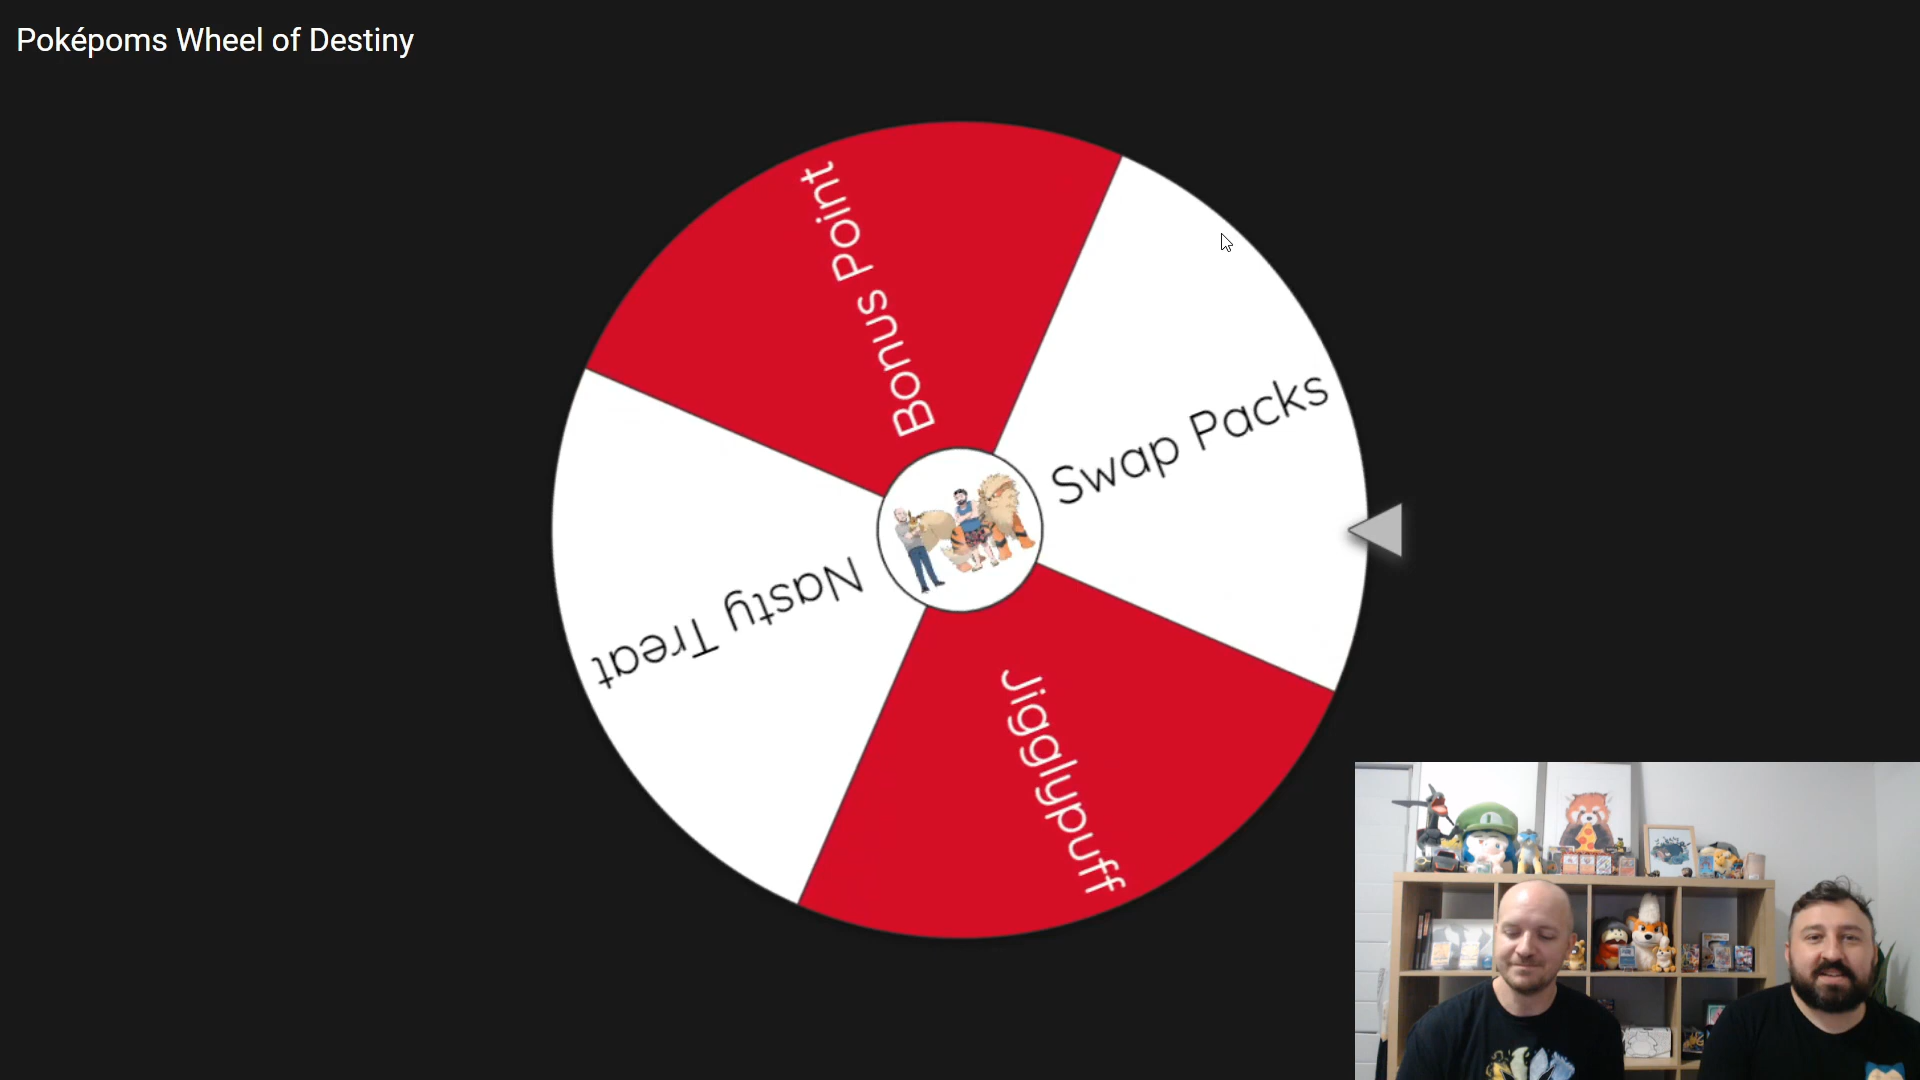 Poképoms Wheel of Destiny
Bonus Point
Swap Packs
Nasty Treat
Jigglypuff